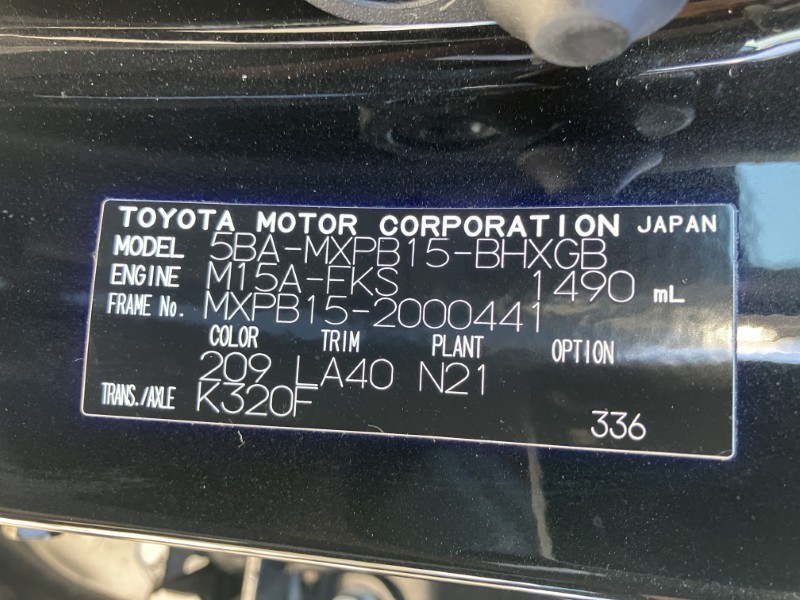 TOYOTA MOTOR CORPORATION JAPAN
MODEL 5BA-MXPB15-BHXGB
ENGINE M15A-FKS 1490 mL
FRAME No. MXPB15-2000441
COLOR TRIM PLANT OPTION
209 LA40 N21
TRANS./AXLE K320F
336